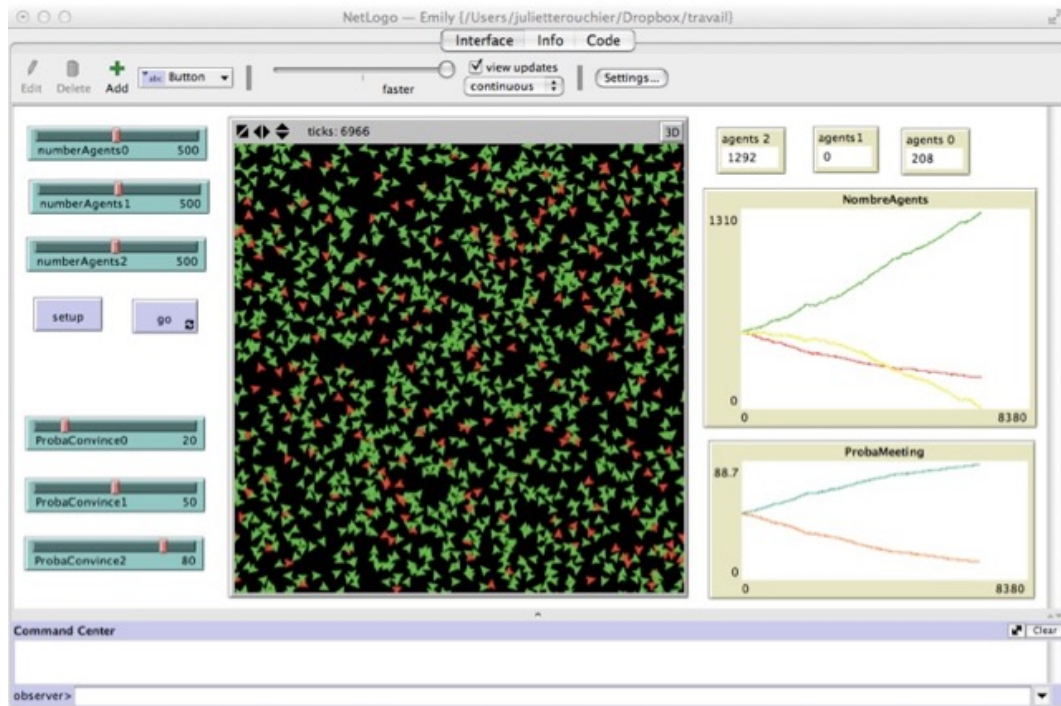 NetLogo — Emily {/Users/julietterouchier/Dropbox/travail}
Interface Info Code
Edit Delete Add
abc Button
faster
view updates
continuous
Settings...
numberAgents0 500
numberAgents1 500
numberAgents2 500
setup
go
ProbaConvince0 20
ProbaConvince1 50
ProbaConvince2 80
ticks: 6966
3D
agents 2
1292
agents1
0
agents 0
208
NombreAgents
1310
0
0 8380
ProbaMeeting
88.7
0
0 8380
Command Center
Clear
observer>